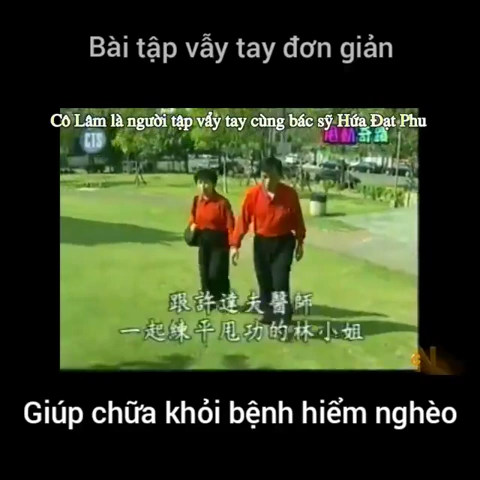 Bài tập vẫy tay đơn giản
Cô Lâm là người tập vẩy tay cùng bác sỹ Hứa Đạt Phu
CTS
跟許達夫醫師
一起練平甩功的林小姐
Giúp chữa khỏi bệnh hiểm nghèo